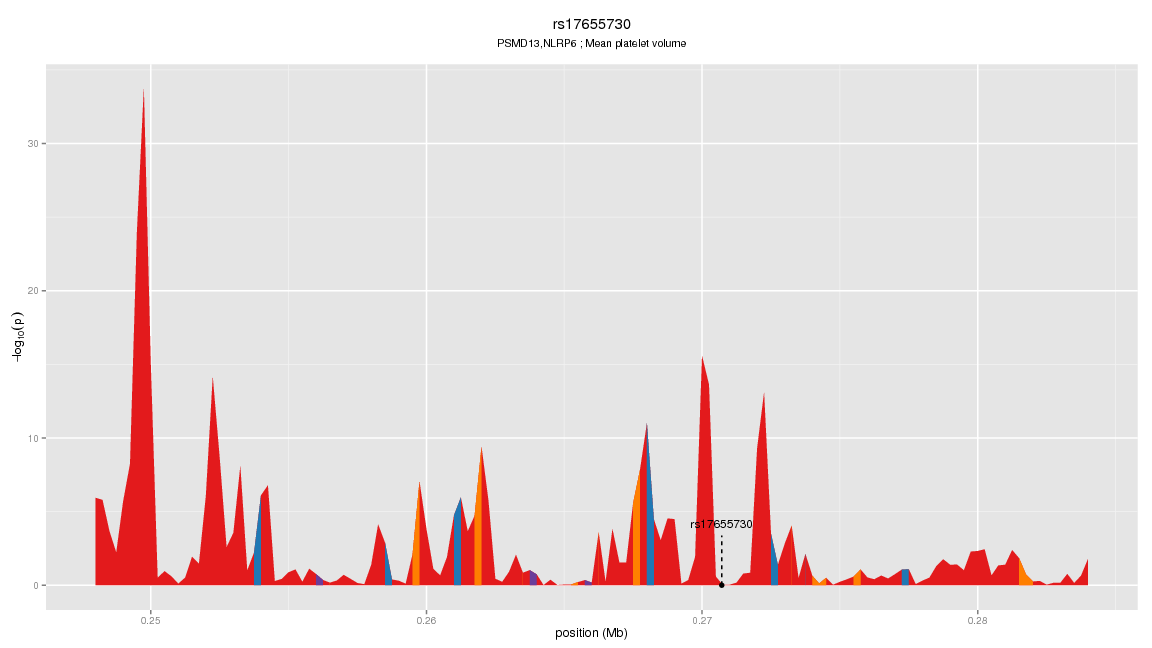 rs17655730
PSMD13,NLRP6 ; Mean platelet volume
30
20
10
0
−log10(p)
rs17655730
0.25
0.26
0.27
0.28
position (Mb)